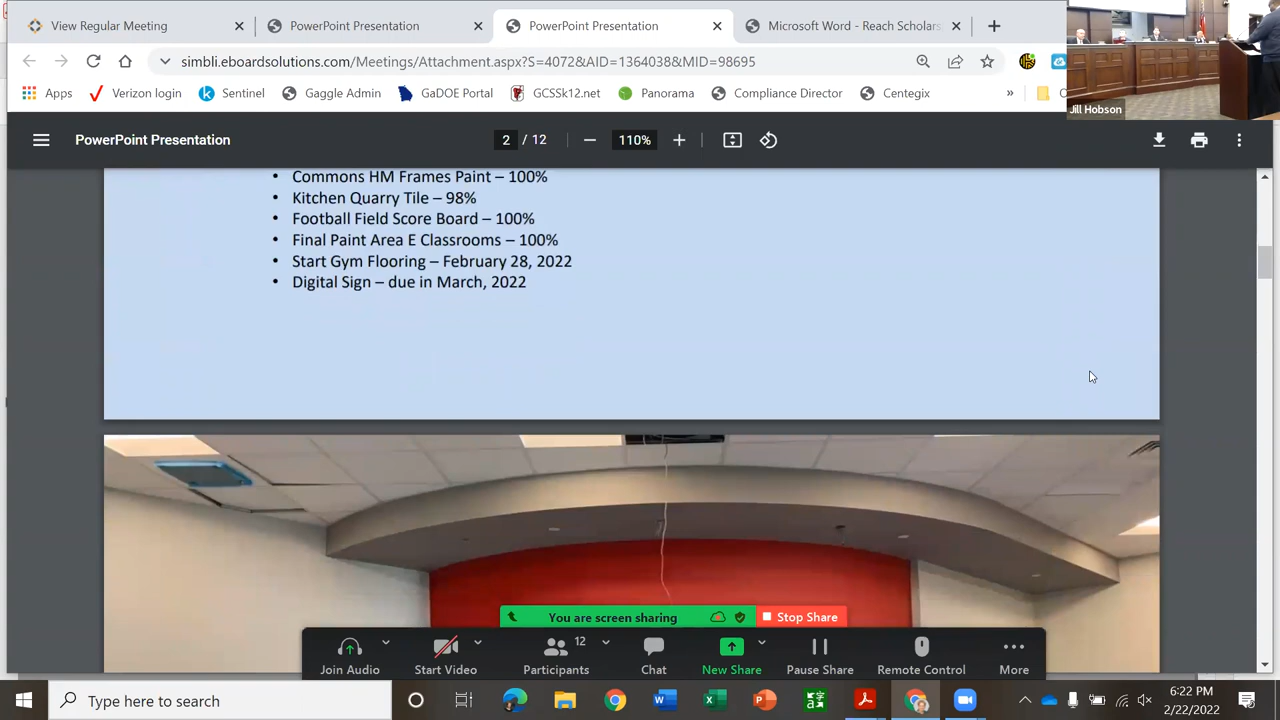 View Regular Meeting
PowerPoint Presentation
PowerPoint Presentation
Microsoft Word - Reach Scholars
simbli.eboardsolutions.com/Meetings/Attachment.aspx?S=4072&AID=1364038&MID=98695
Apps
Verizon login
Sentinel
Gaggle Admin
GaDOE Portal
GCSSk12.net
Panorama
Compliance Director
Centegix
»
Jill Hobson
PowerPoint Presentation
2 / 12
110%
• Commons HM Frames Paint – 100%
• Kitchen Quarry Tile – 98%
• Football Field Score Board – 100%
• Final Paint Area E Classrooms – 100%
• Start Gym Flooring – February 28, 2022
• Digital Sign – due in March, 2022
You are screen sharing
Stop Share
Join Audio
Start Video
Participants
12
Chat
New Share
Pause Share
Remote Control
More
Type here to search
6:22 PM
2/22/2022